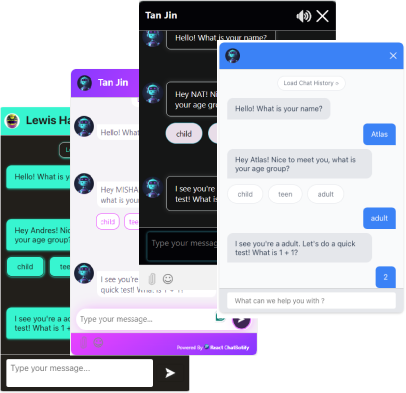 Tan Jin
Hello! What is your name?
Hey NAT! Nice
your age group?
child
I see you're
test! What is 1
Type your message...
Load Chat History
Hello! What is your name?
Atlas
Hey Atlas! Nice to meet you, what is
your age group?
child
teen
adult
adult
I see you're a adult. Let's do a quick
test! What is 1 + 1?
2
What can we help you with ?
Tan Jin
Hello! What
Hey MISHA
what is your
child
I see you're
quick test! What is 1
Type your message...
Powered By React ChatBotify
Lewis Ha
Hello! What is y
Hey Andres! Nic
your age group?
child
tee
I see you're a ad
test! What is 1 +
Type your message...